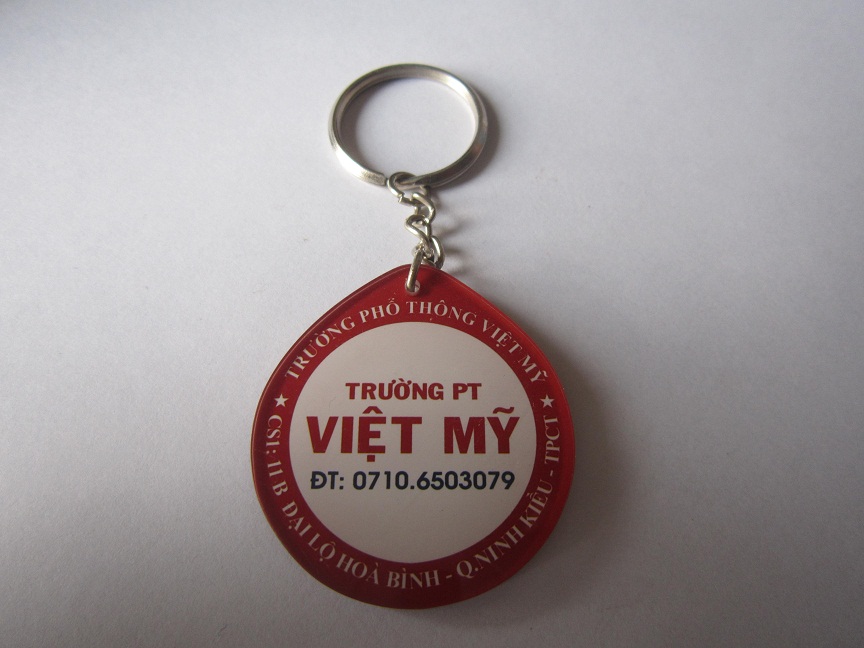 TRƯỜNG PHỔ THÔNG VIỆT MỸ
TRƯỜNG PT
VIỆT MỸ
ĐT: 0710.6503079
★ CS1: 11 B ĐẠI LỘ HOÀ BÌNH - Q.NINH KIỀU - TPCT ★